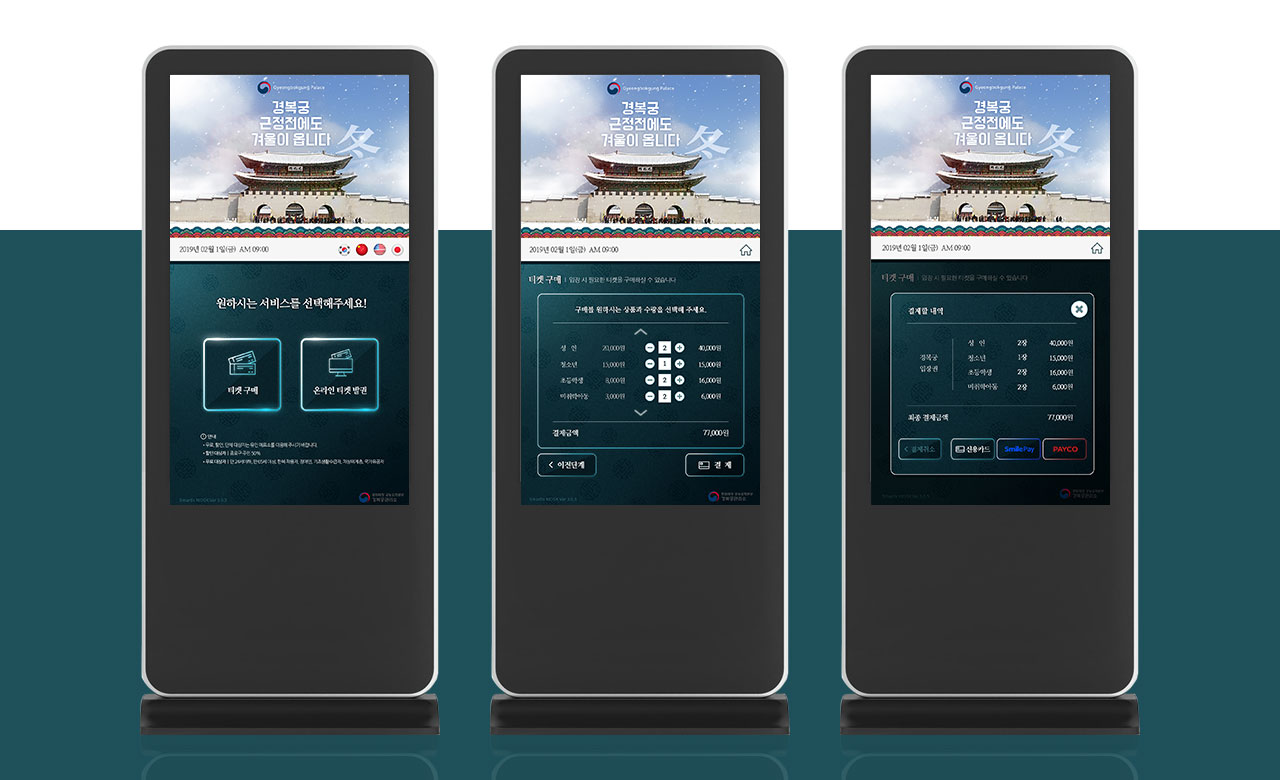 Gyeongbokgung Palace
경복궁
근정전에도
겨울이 옵니다
冬
2019년 02월 1일(금) AM 09:00
원하시는 서비스를 선택해주세요!
티켓 구매
온라인 티켓 발권
안내
• 할인 대상자 | 종로구 주민 50%
Gyeongbokgung Palace
경복궁
근정전에도
겨울이 옵니다
冬
2019년 02월 1일(금) AM 09:00
티켓 구매 | 입장 시 필요한 티켓을 구매하실 수 있습니다
구매를 원하시는 상품과 수량을 선택해 주세요.
성 인 20,000원 2 40,000원
청소년 15,000원 1 15,000원
초등학생 8,000원 2 16,000원
미취학아동 3,000원 2 6,000원
결제금액 77,000원
이전단계
결 제
Gyeongbokgung Palace
경복궁
근정전에도
겨울이 옵니다
冬
2019년 02월 1일(금) AM 09:00
티켓 구매 | 입장 시 필요한 티켓을 구매하실 수 있습니다
결제할 내역
경복궁
입장권
성 인 2장 40,000원
청소년 1장 15,000원
초등학생 2장 16,000원
미취학아동 2장 6,000원
최종 결제금액 77,000원
결제취소
신용카드
SmilePay
PAYCO